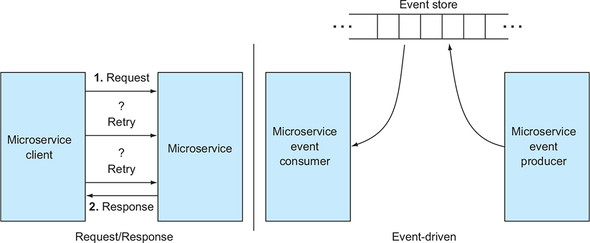 Event store
1. Request
?
Retry
?
Retry
2. Response
Microservice
client
Microservice
Request/Response
Microservice
event
consumer
Microservice
event
producer
Event-driven